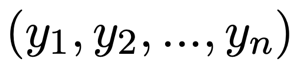 (y₁, y₂, ..., yₙ)